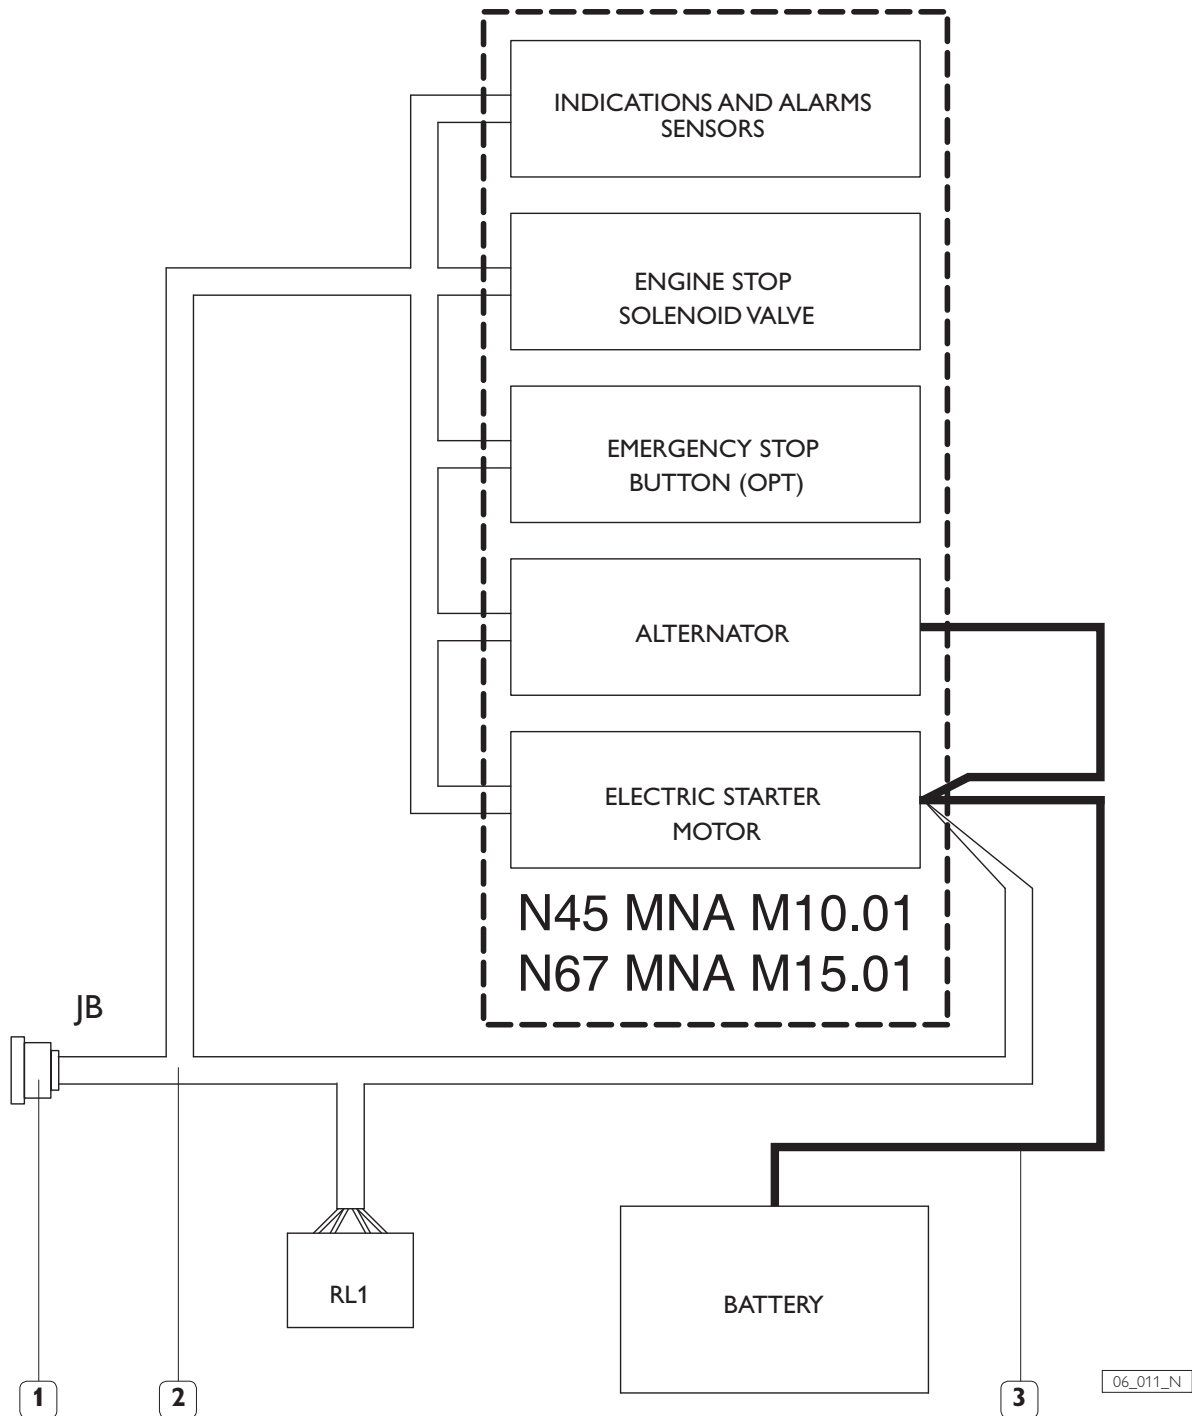 INDICATIONS AND ALARMS
SENSORS
ENGINE STOP
SOLENOID VALVE
EMERGENCY STOP
BUTTON (OPT)
ALTERNATOR
ELECTRIC STARTER
MOTOR
N45 MNA M10.01
N67 MNA M15.01
JB
RL1
BATTERY
1
2
3
06_011_N